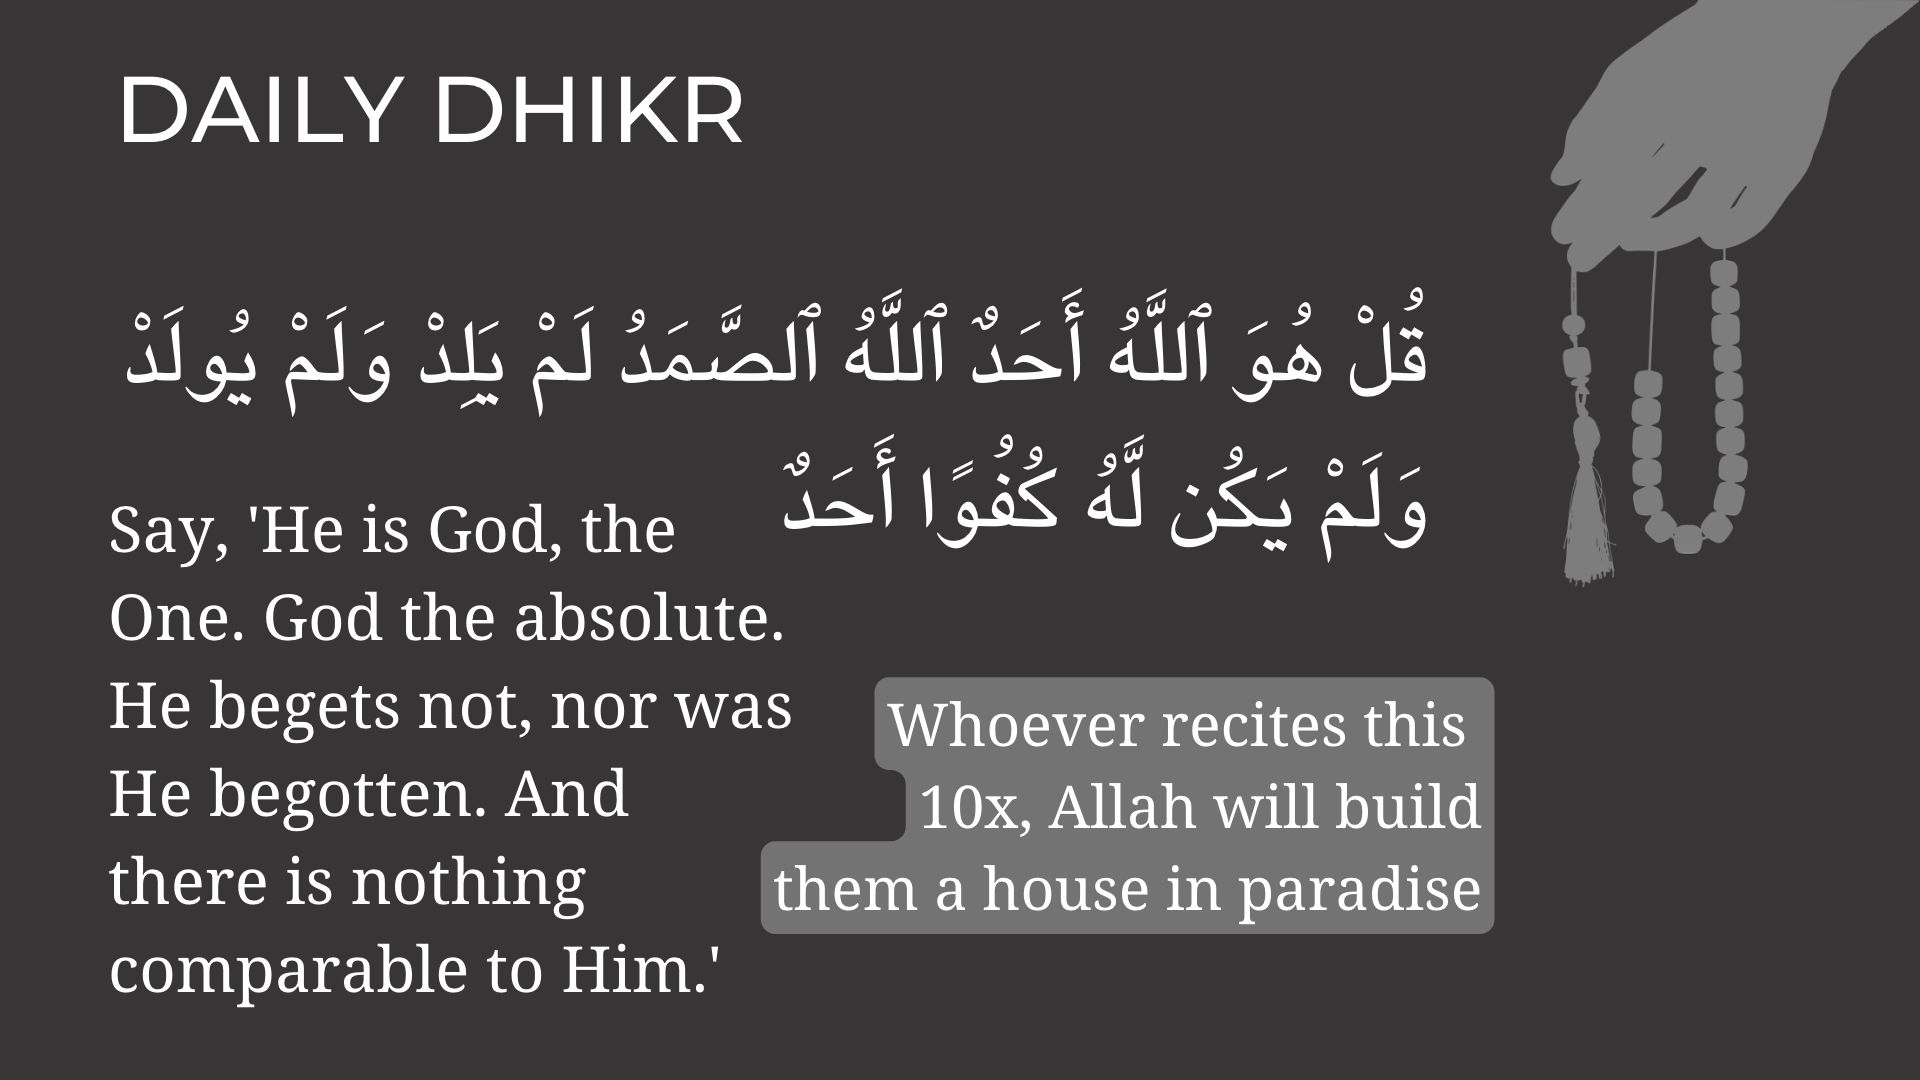 DAILY DHIKR
قُلْ هُوَ ٱللَّهُ أَحَدٌ ٱللَّهُ ٱلصَّمَدُ لَمْ يَلِدْ وَلَمْ يُولَدْ
وَلَمْ يَكُن لَّهُ كُفُوًا أَحَدٌ
Say, 'He is God, the
One. God the absolute.
He begets not, nor was
He begotten. And
there is nothing
comparable to Him.'
Whoever recites this
10x, Allah will build
them a house in paradise